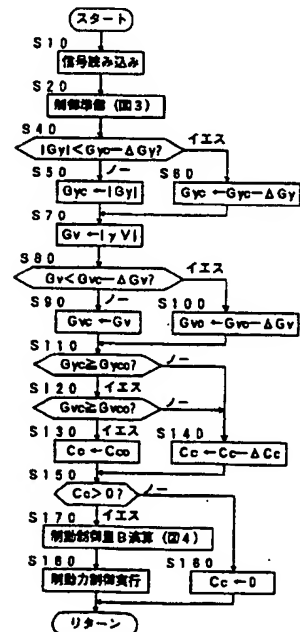 スタート
S10
信号読み込み
S20
制御準備 (図3)
S40
|Gy|<Gyc-ΔGy?
イエス
S50
ノー
S60
Gyc ←|Gy|
Gyc ←Gyc-ΔGy
S70
Gv ←|γV|
S80
Gv<Gvc-ΔGv?
イエス
S90
ノー
S100
Gvc ←Gv
Gvc ←Gvc-ΔGv
S110
Gyc≧Gyco?
ノー
S120
イエス
Gvc≧Gvco?
ノー
S130
イエス
S140
Cc ←Cco
Cc ←Cc-ΔCc
S150
Cc>0?
ノー
S170
イエス
制動制御量B演算 (図4)
S180
S160
制動力制御実行
Cc ←0
リターン